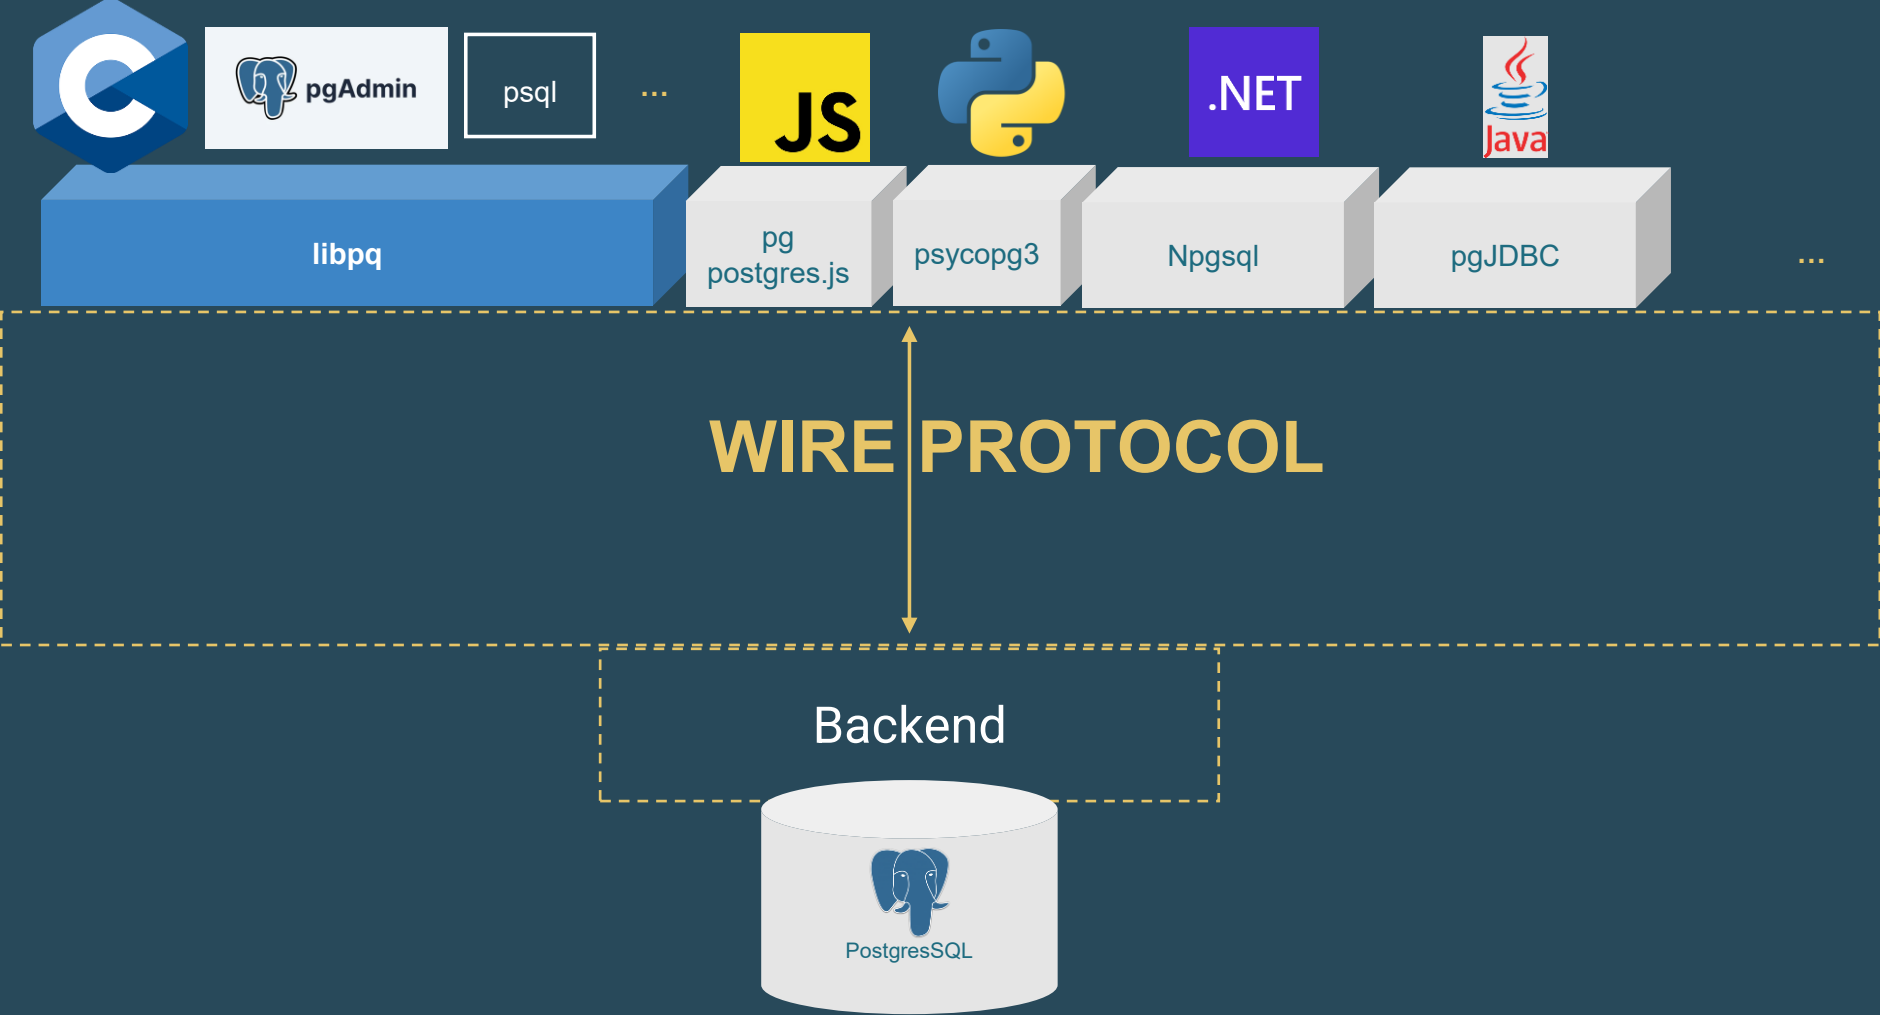 C
pgAdmin
psql
...
JS
.NET
Java
libpq
pg
postgres.js
psycopg3
Npgsql
pgJDBC
...
WIRE PROTOCOL
Backend
PostgresSQL